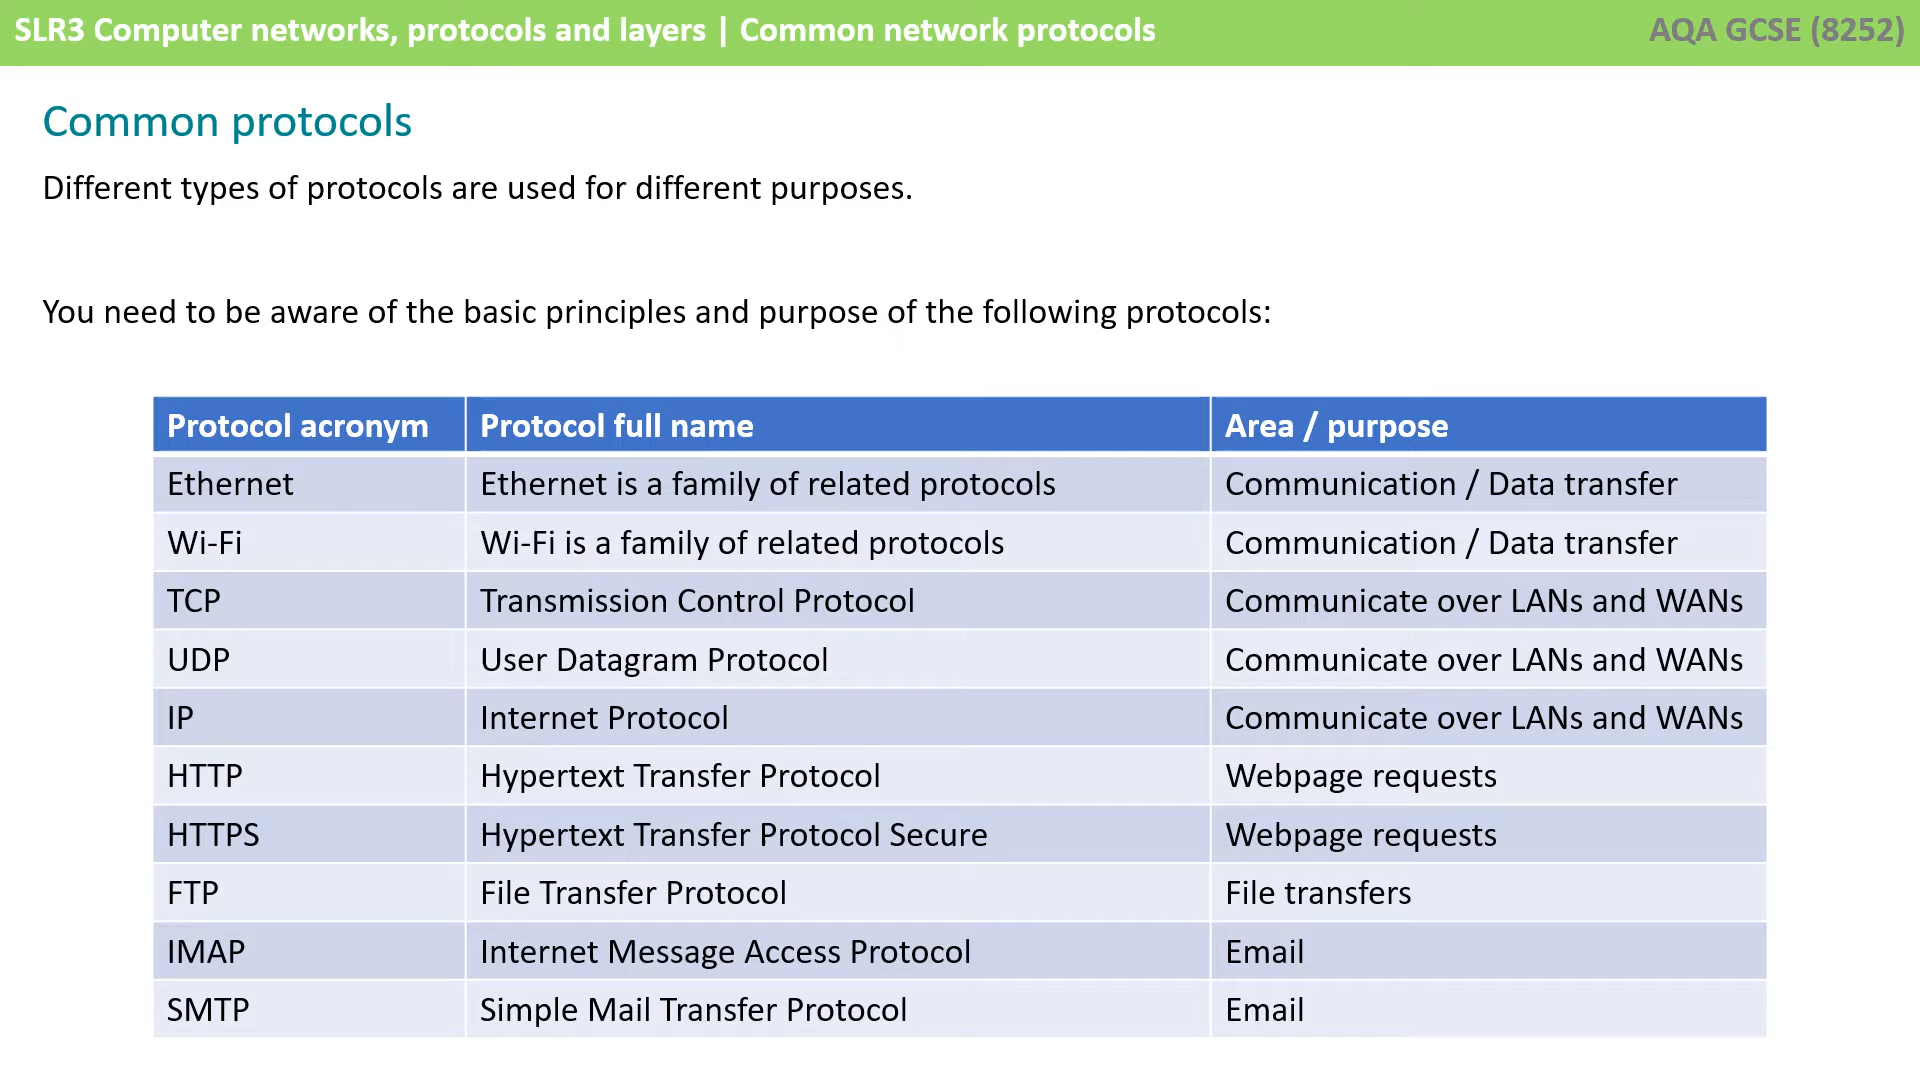 SLR3 Computer networks, protocols and layers | Common network protocols AQA GCSE (8252)
Common protocols
Different types of protocols are used for different purposes.
You need to be aware of the basic principles and purpose of the following protocols:
Protocol acronym Protocol full name Area / purpose
Ethernet Ethernet is a family of related protocols Communication / Data transfer
Wi-Fi Wi-Fi is a family of related protocols Communication / Data transfer
TCP Transmission Control Protocol Communicate over LANs and WANs
UDP User Datagram Protocol Communicate over LANs and WANs
IP Internet Protocol Communicate over LANs and WANs
HTTP Hypertext Transfer Protocol Webpage requests
HTTPS Hypertext Transfer Protocol Secure Webpage requests
FTP File Transfer Protocol File transfers
IMAP Internet Message Access Protocol Email
SMTP Simple Mail Transfer Protocol Email